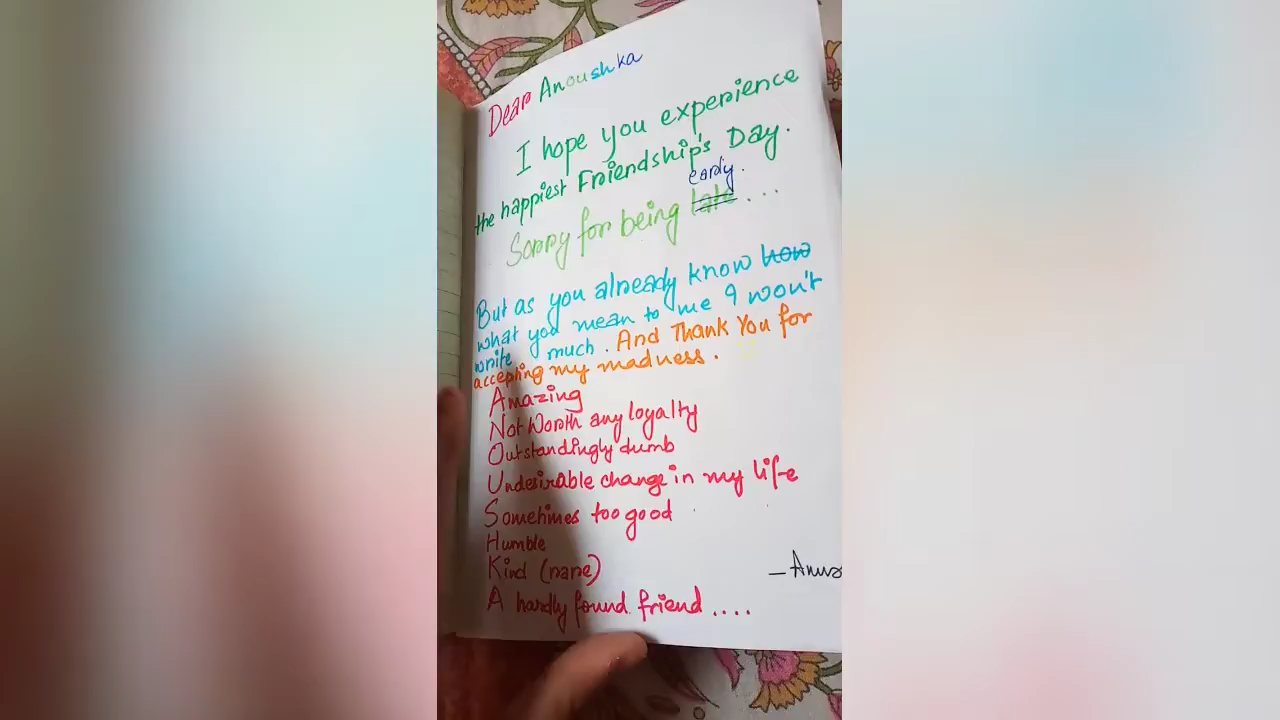 Dear Anoushka
I hope you experience
the happiest Friendship's Day.
early.
Sorry for being late ....
But as you already know how
what you mean to me I won't
write much. And Thank You for
accepting my madness.
Amazing
Not Worth any loyalty
Outstandingly dumb
Undesirable change in my life
Sometimes too good
Humble
Kind (rare)
A hardly found friend ....